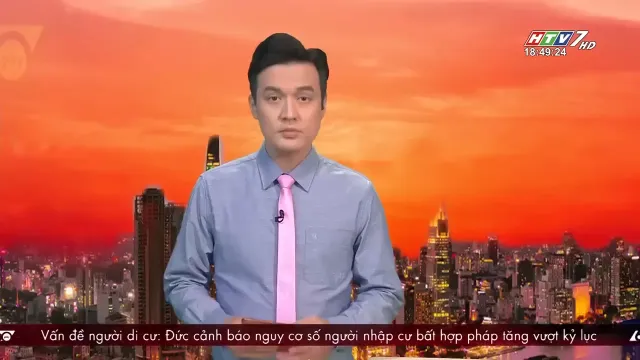 HTV7 HD
18:49:24
Vấn đề người di cư: Đức cảnh báo nguy cơ số người nhập cư bất hợp pháp tăng vượt kỷ lục